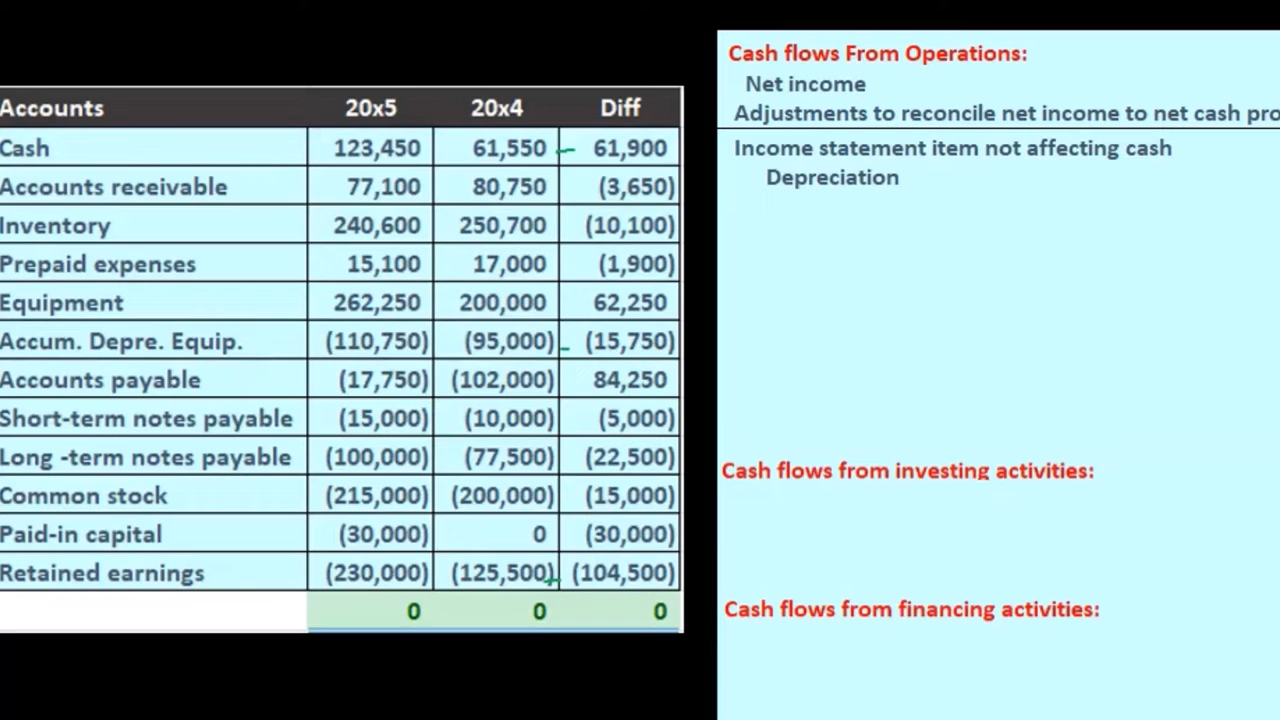 Accounts 20x5 20x4 Diff
Cash 123,450 61,550 61,900
Accounts receivable 77,100 80,750 (3,650)
Inventory 240,600 250,700 (10,100)
Prepaid expenses 15,100 17,000 (1,900)
Equipment 262,250 200,000 62,250
Accum. Depre. Equip. (110,750) (95,000) (15,750)
Accounts payable (17,750) (102,000) 84,250
Short-term notes payable (15,000) (10,000) (5,000)
Long -term notes payable (100,000) (77,500) (22,500)
Common stock (215,000) (200,000) (15,000)
Paid-in capital (30,000) 0 (30,000)
Retained earnings (230,000) (125,500) (104,500)
0 0 0
Cash flows From Operations:
Net income
Adjustments to reconcile net income to net cash pro
Income statement item not affecting cash
Depreciation
Cash flows from investing activities:
Cash flows from financing activities: